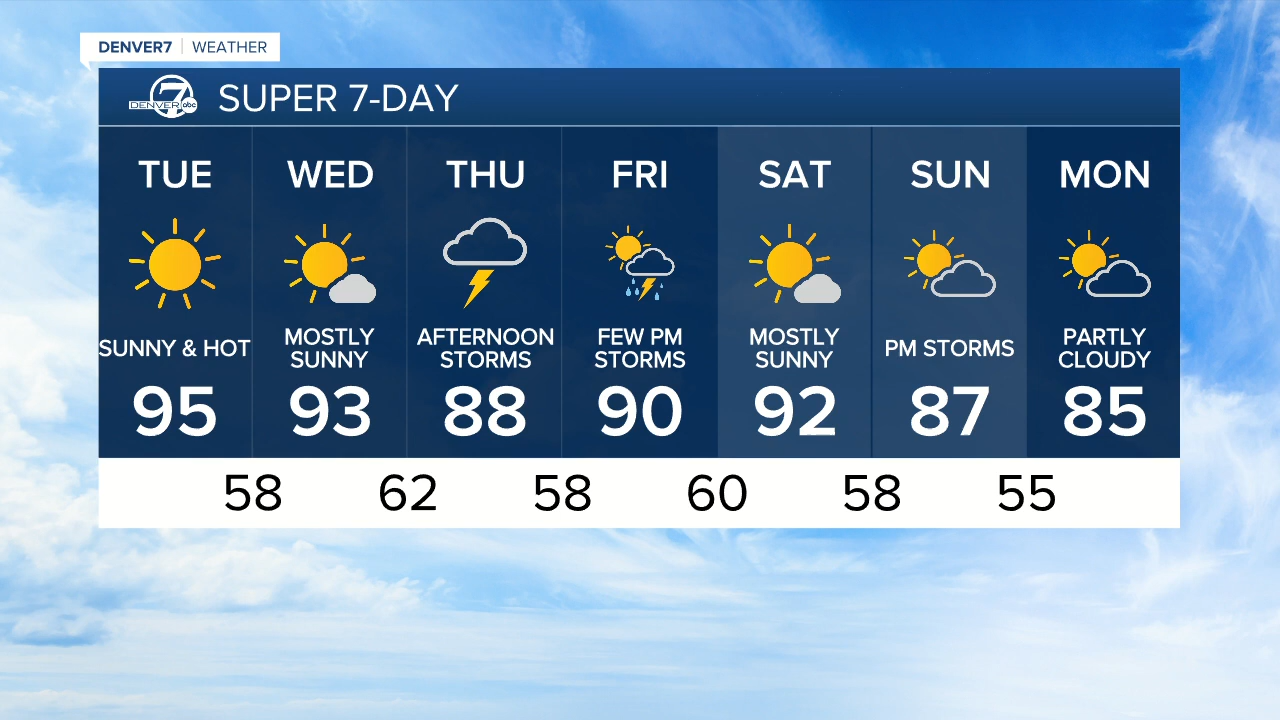 DENVER7 | WEATHER
7
DENVER abc
SUPER 7-DAY
TUE WED THU FRI SAT SUN MON
SUNNY & HOT
MOSTLY
SUNNY
AFTERNOON
STORMS
FEW PM
STORMS
MOSTLY
SUNNY
PM STORMS
PARTLY
CLOUDY
95 93 88 90 92 87 85
58 62 58 60 58 55